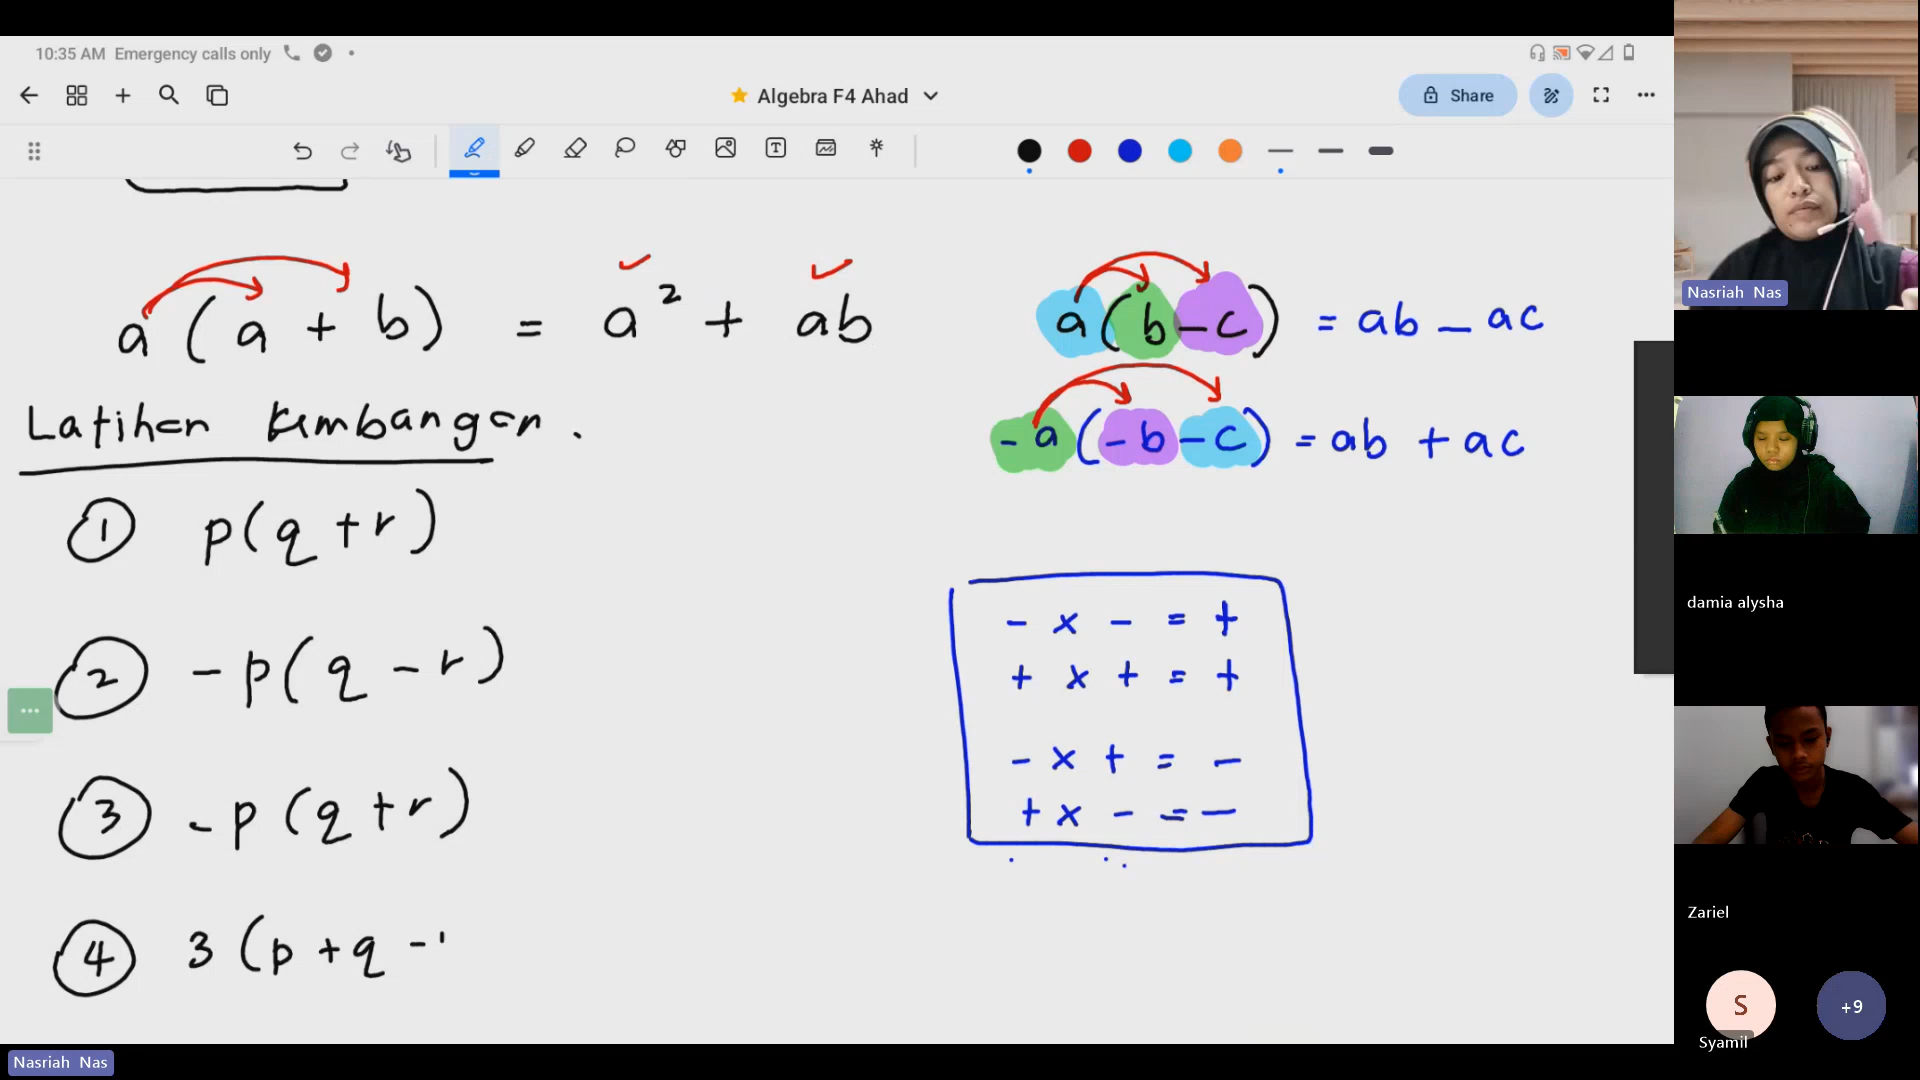 10:35 AM Emergency calls only
Algebra F4 Ahad
Share
a(a + b) = a² + ab
a(b - c) = ab - ac
-a(-b - c) = ab + ac
Latihan kembangan.
① p(q + r)
② -p(q - r)
③ -p(q + r)
④ 3(p + q -
- x - = +
+ x + = +
- x + = -
+ x - = -
Nasriah Nas
damia alysha
Zariel
S
Syamil
+9
Nasriah Nas